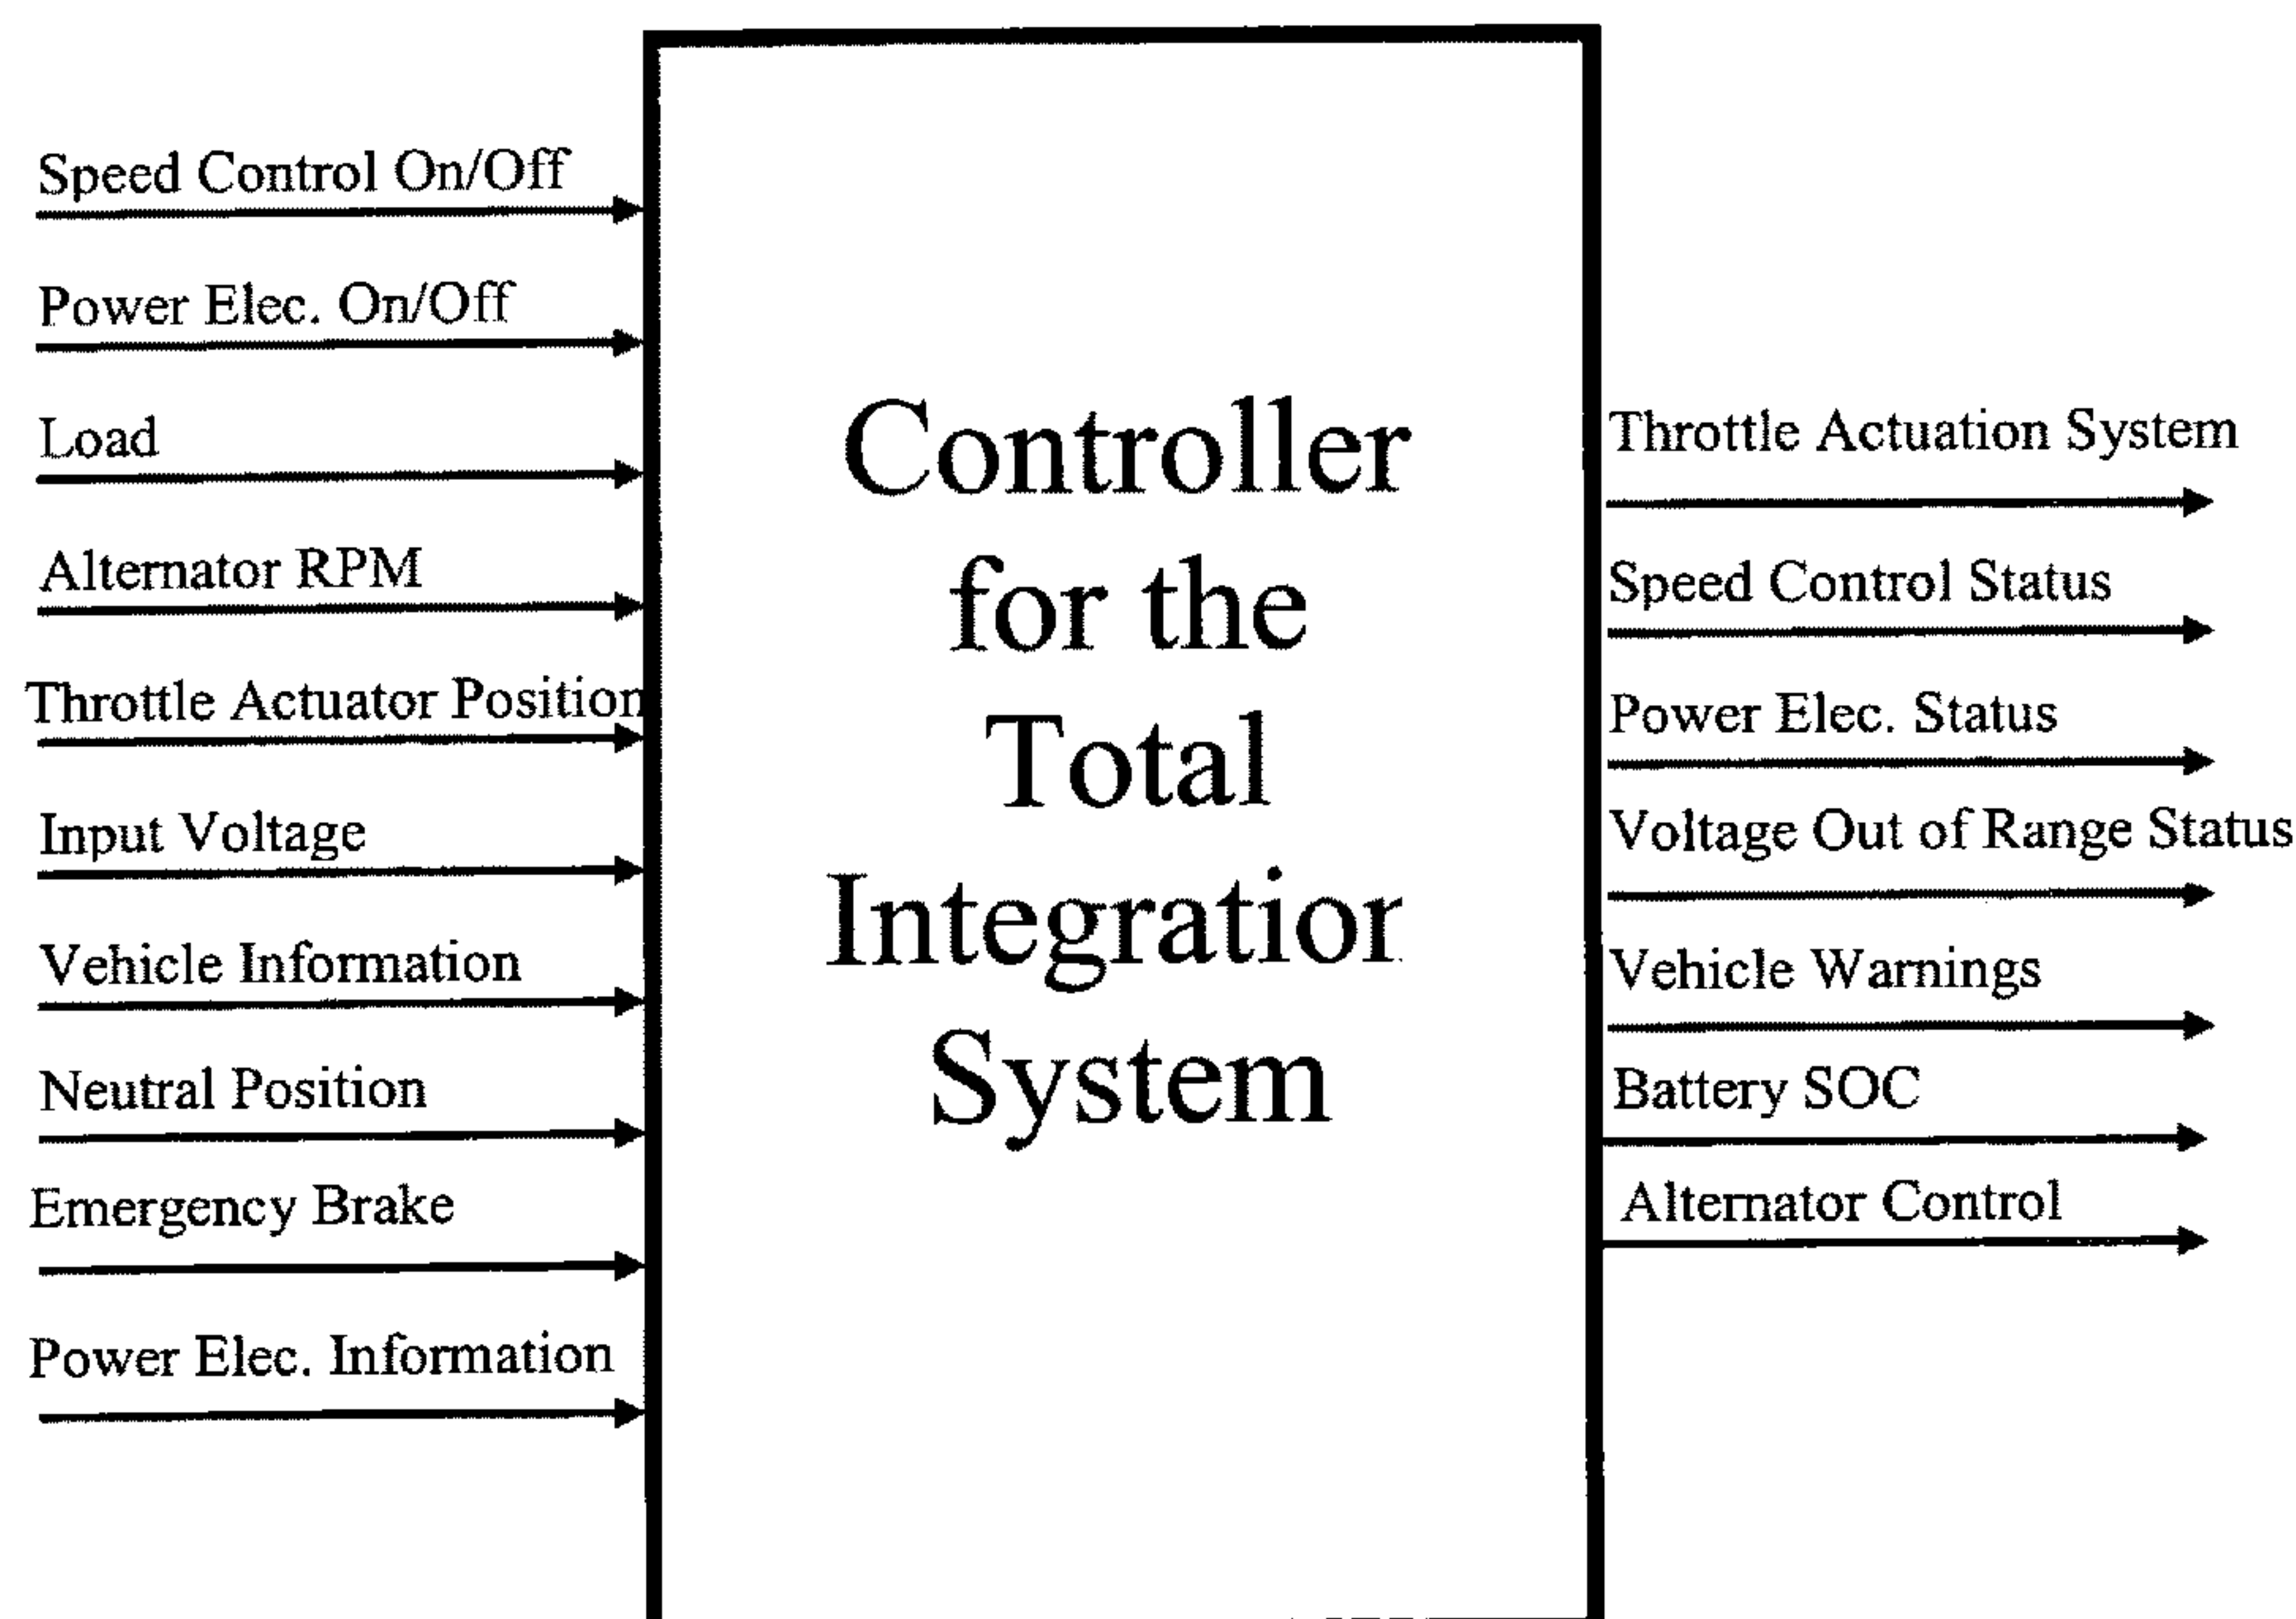 Speed Control On/Off
Power Elec. On/Off
Load
Alternator RPM
Throttle Actuator Position
Input Voltage
Vehicle Information
Neutral Position
Emergency Brake
Power Elec. Information
Controller
for the
Total
Integration
System
Throttle Actuation System
Speed Control Status
Power Elec. Status
Voltage Out of Range Status
Vehicle Warnings
Battery SOC
Alternator Control